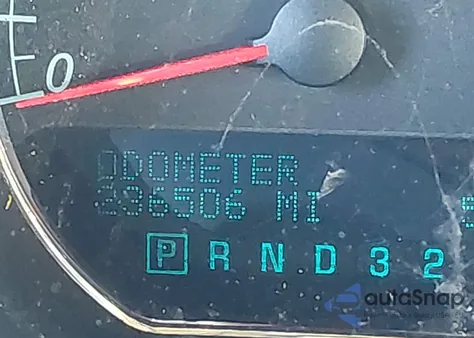 0
ODOMETER
236506 MI
P R N D 3 2
autoSnap